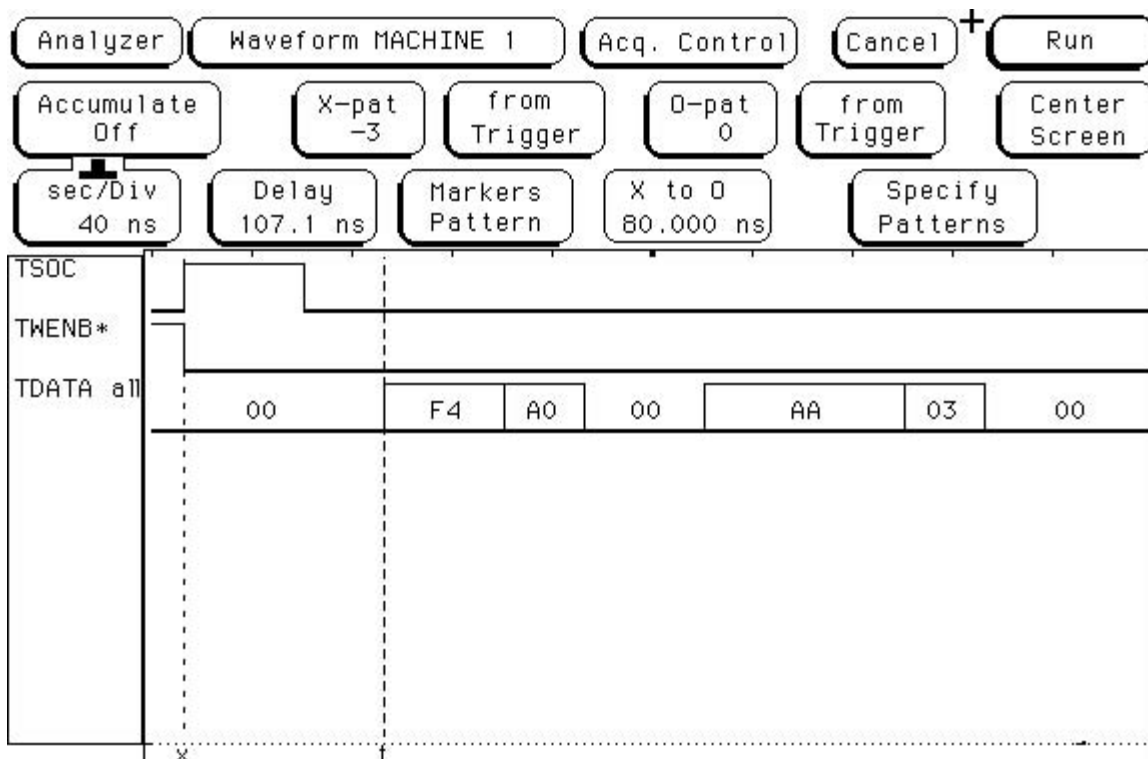 Analyzer Waveform MACHINE 1 Acq. Control Cancel Run
Accumulate
Off
X-pat
-3
from
Trigger
O-pat
0
from
Trigger
Center
Screen
sec/Div
40 ns
Delay
107.1 ns
Markers
Pattern
X to O
80.000 ns
Specify
Patterns
TSOC
TWENB*
TDATA all
00 F4 A0 00 AA 03 00
X t